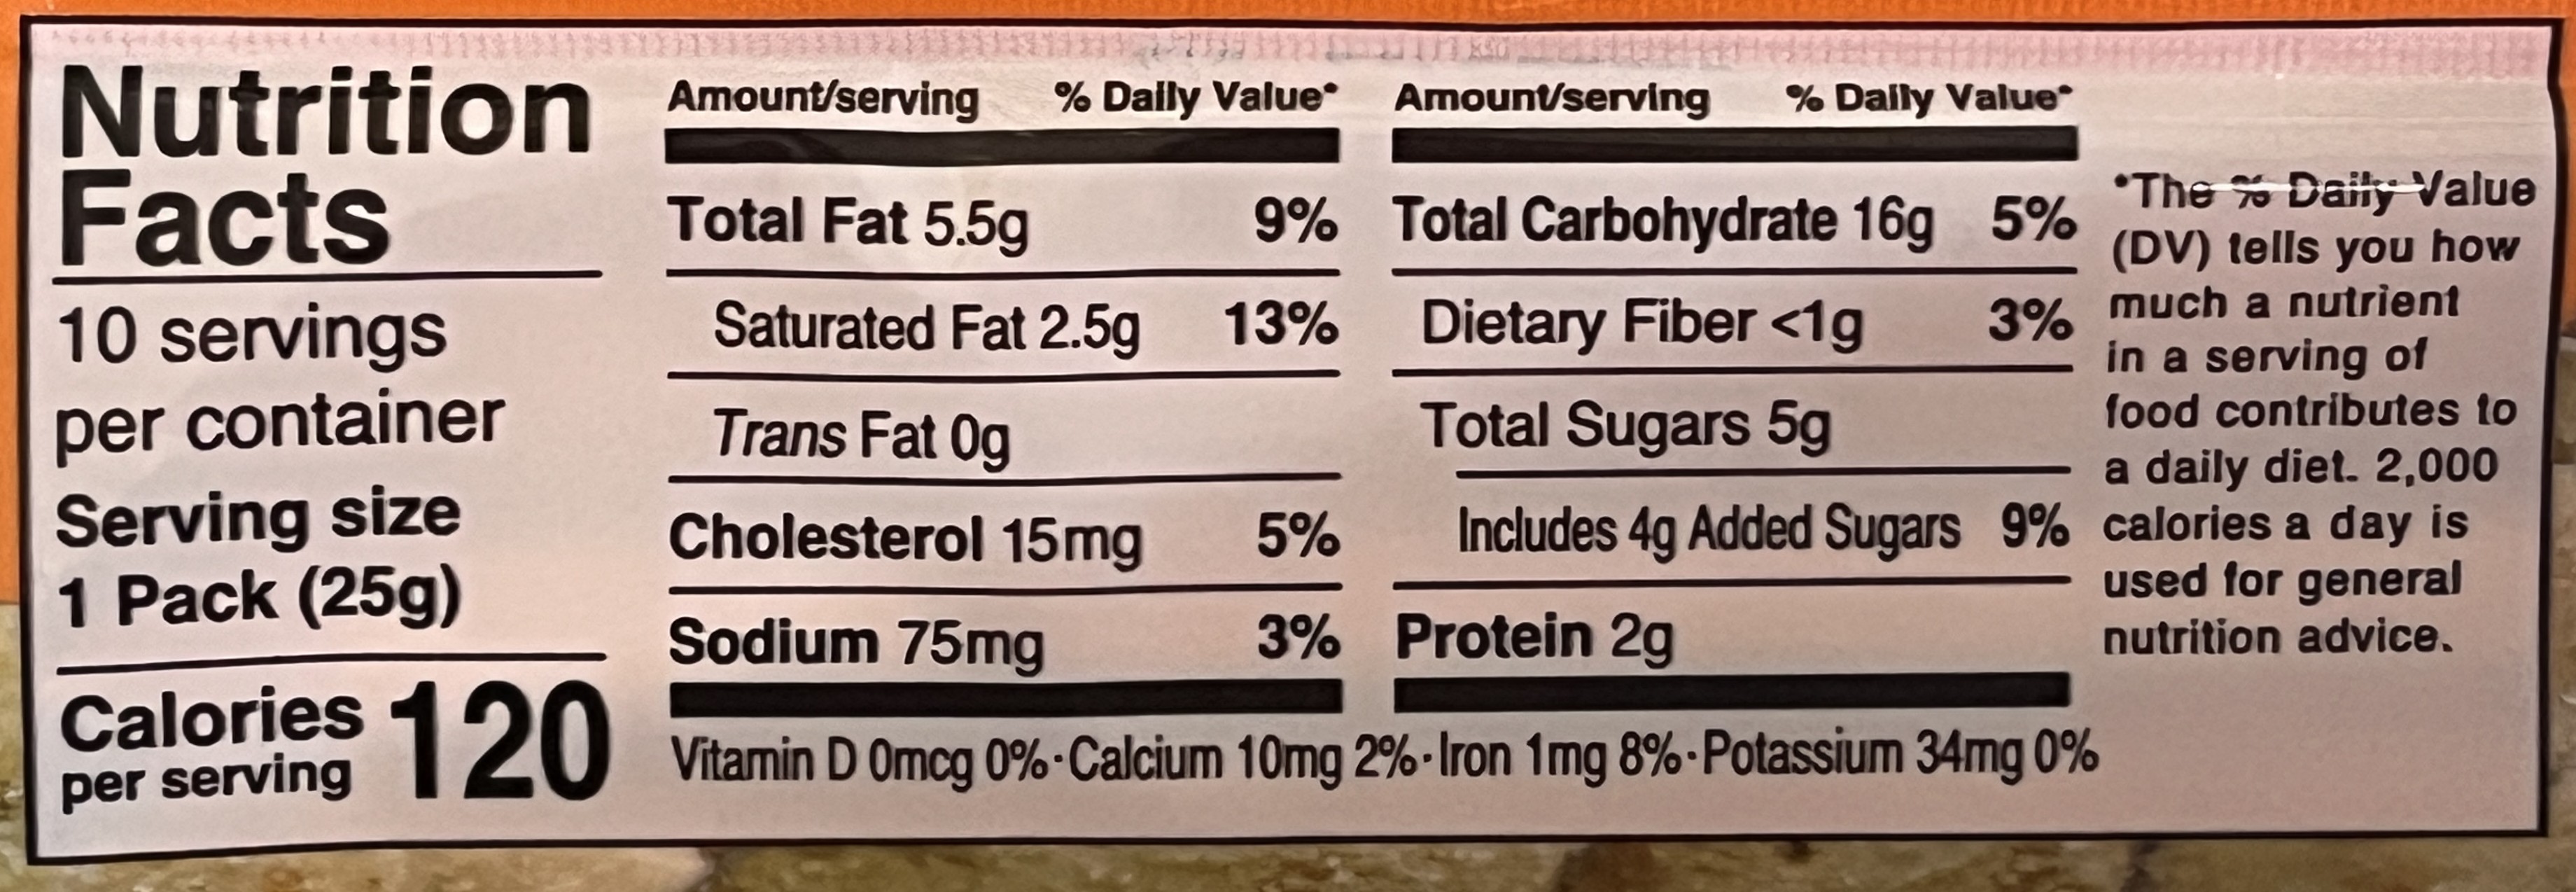 Nutrition
Facts
10 servings
per container
Serving size
1 Pack (25g)
Calories 120
per serving
Amount/serving % Daily Value*
Total Fat 5.5g 9%
Saturated Fat 2.5g 13%
Trans Fat 0g
Cholesterol 15mg 5%
Sodium 75mg 3%
Amount/serving % Daily Value*
Total Carbohydrate 16g 5%
Dietary Fiber <1g 3%
Total Sugars 5g
Includes 4g Added Sugars 9%
Protein 2g
Vitamin D 0mcg 0%·Calcium 10mg 2%·Iron 1mg 8%·Potassium 34mg 0%
*The % Daily Value
(DV) tells you how
much a nutrient
in a serving of
food contributes to
a daily diet. 2,000
calories a day is
used for general
nutrition advice.